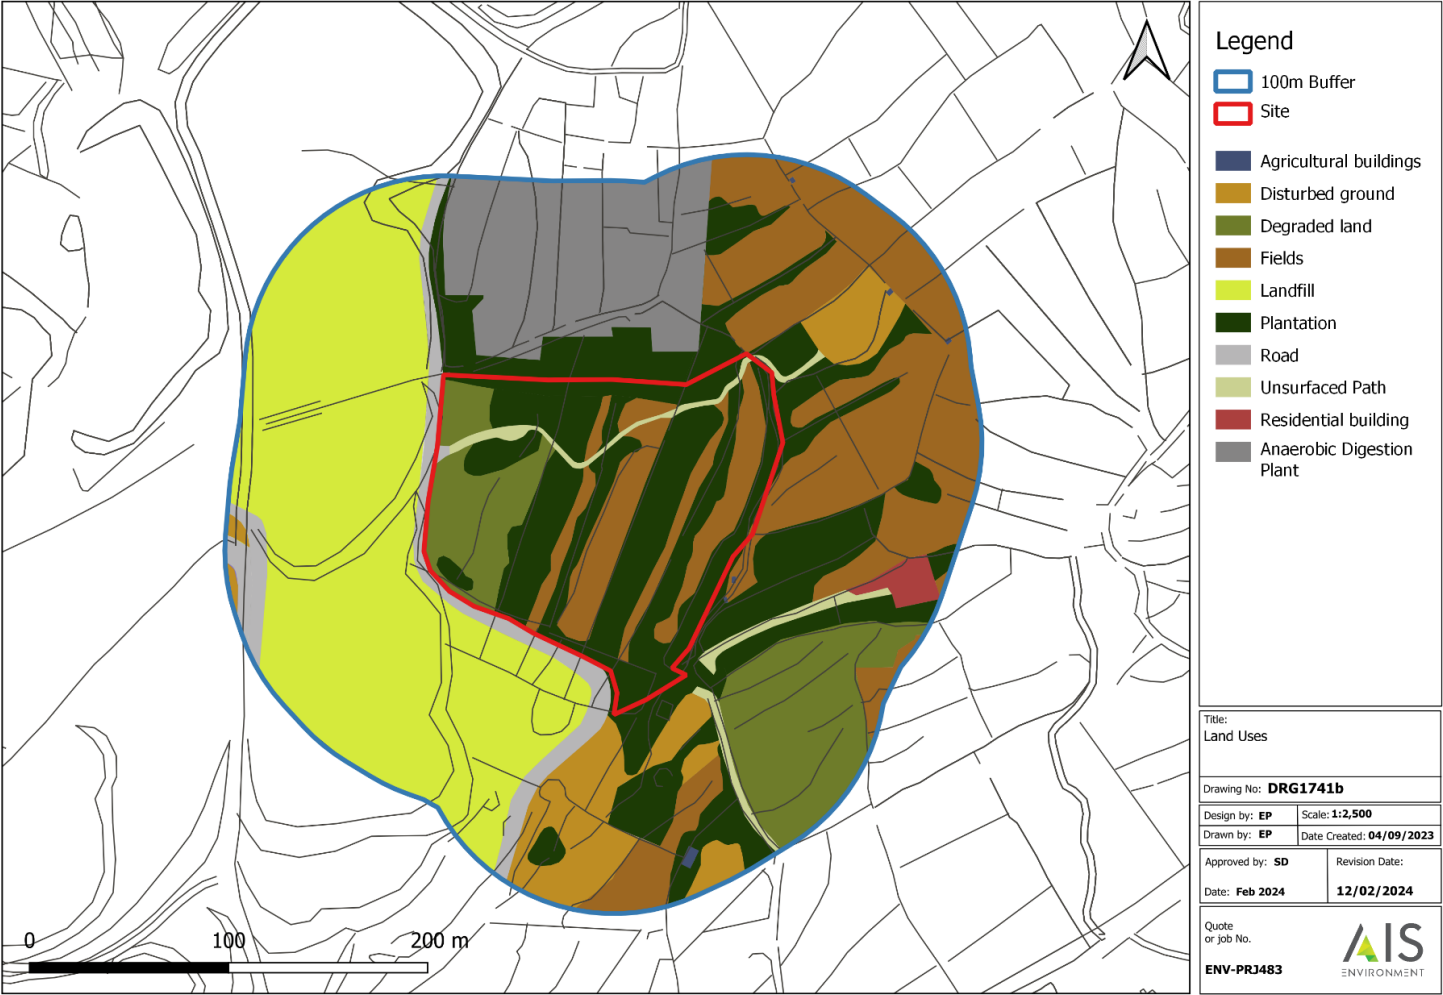 Legend
100m Buffer
Site
Agricultural buildings
Disturbed ground
Degraded land
Fields
Landfill
Plantation
Road
Unsurfaced Path
Residential building
Anaerobic Digestion
Plant
0 100 200 m
Title:
Land Uses
Drawing No: DRG1741b
Design by: EP Scale: 1:2,500
Drawn by: EP Date Created: 04/09/2023
Approved by: SD Revision Date:
Date: Feb 2024 12/02/2024
Quote
or job No.
ENV-PRJ483
AIS
ENVIRONMENT